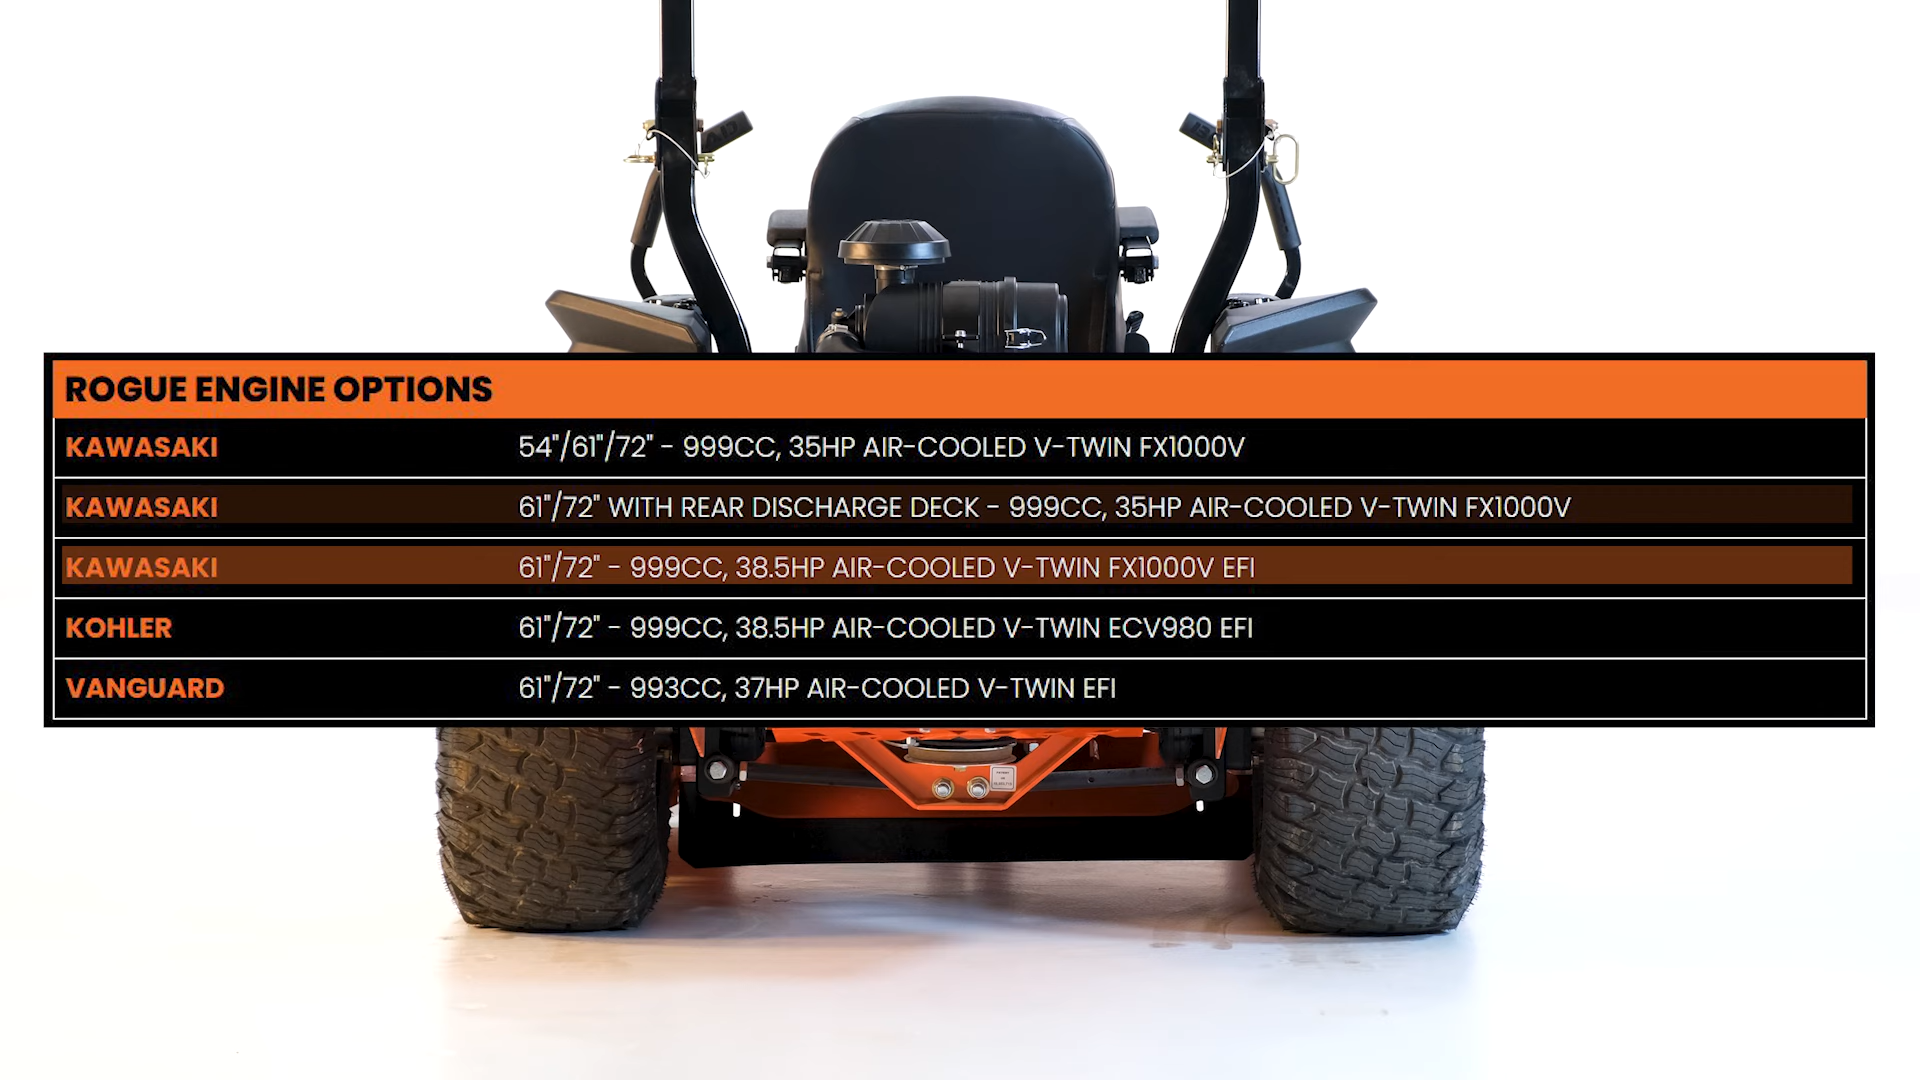 ROGUE ENGINE OPTIONS
KAWASAKI 54"/61"/72" - 999CC, 35HP AIR-COOLED V-TWIN FX1000V
KAWASAKI 61"/72" WITH REAR DISCHARGE DECK - 999CC, 35HP AIR-COOLED V-TWIN FX1000V
KAWASAKI 61"/72" - 999CC, 38.5HP AIR-COOLED V-TWIN FX1000V EFI
KOHLER 61"/72" - 999CC, 38.5HP AIR-COOLED V-TWIN ECV980 EFI
VANGUARD 61"/72" - 993CC, 37HP AIR-COOLED V-TWIN EFI